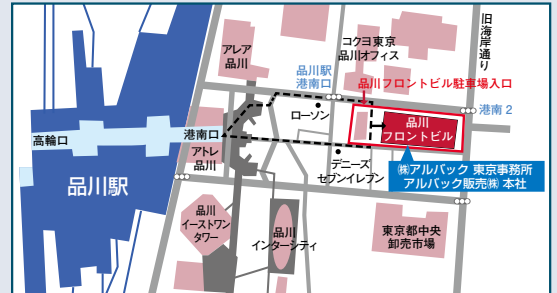 アレア
品川
コクヨ東京
品川オフィス
旧海岸通り
品川駅
港南口
品川フロントビル駐車場入口
ローソン
港南2
品川
フロントビル
高輪口
港南口
アトレ
品川
デニーズ
セブンイレブン
㈱アルバック 東京事務所
アルバック販売㈱ 本社
品川駅
品川
イーストワン
タワー
品川
インターシティ
東京都中央
卸売市場